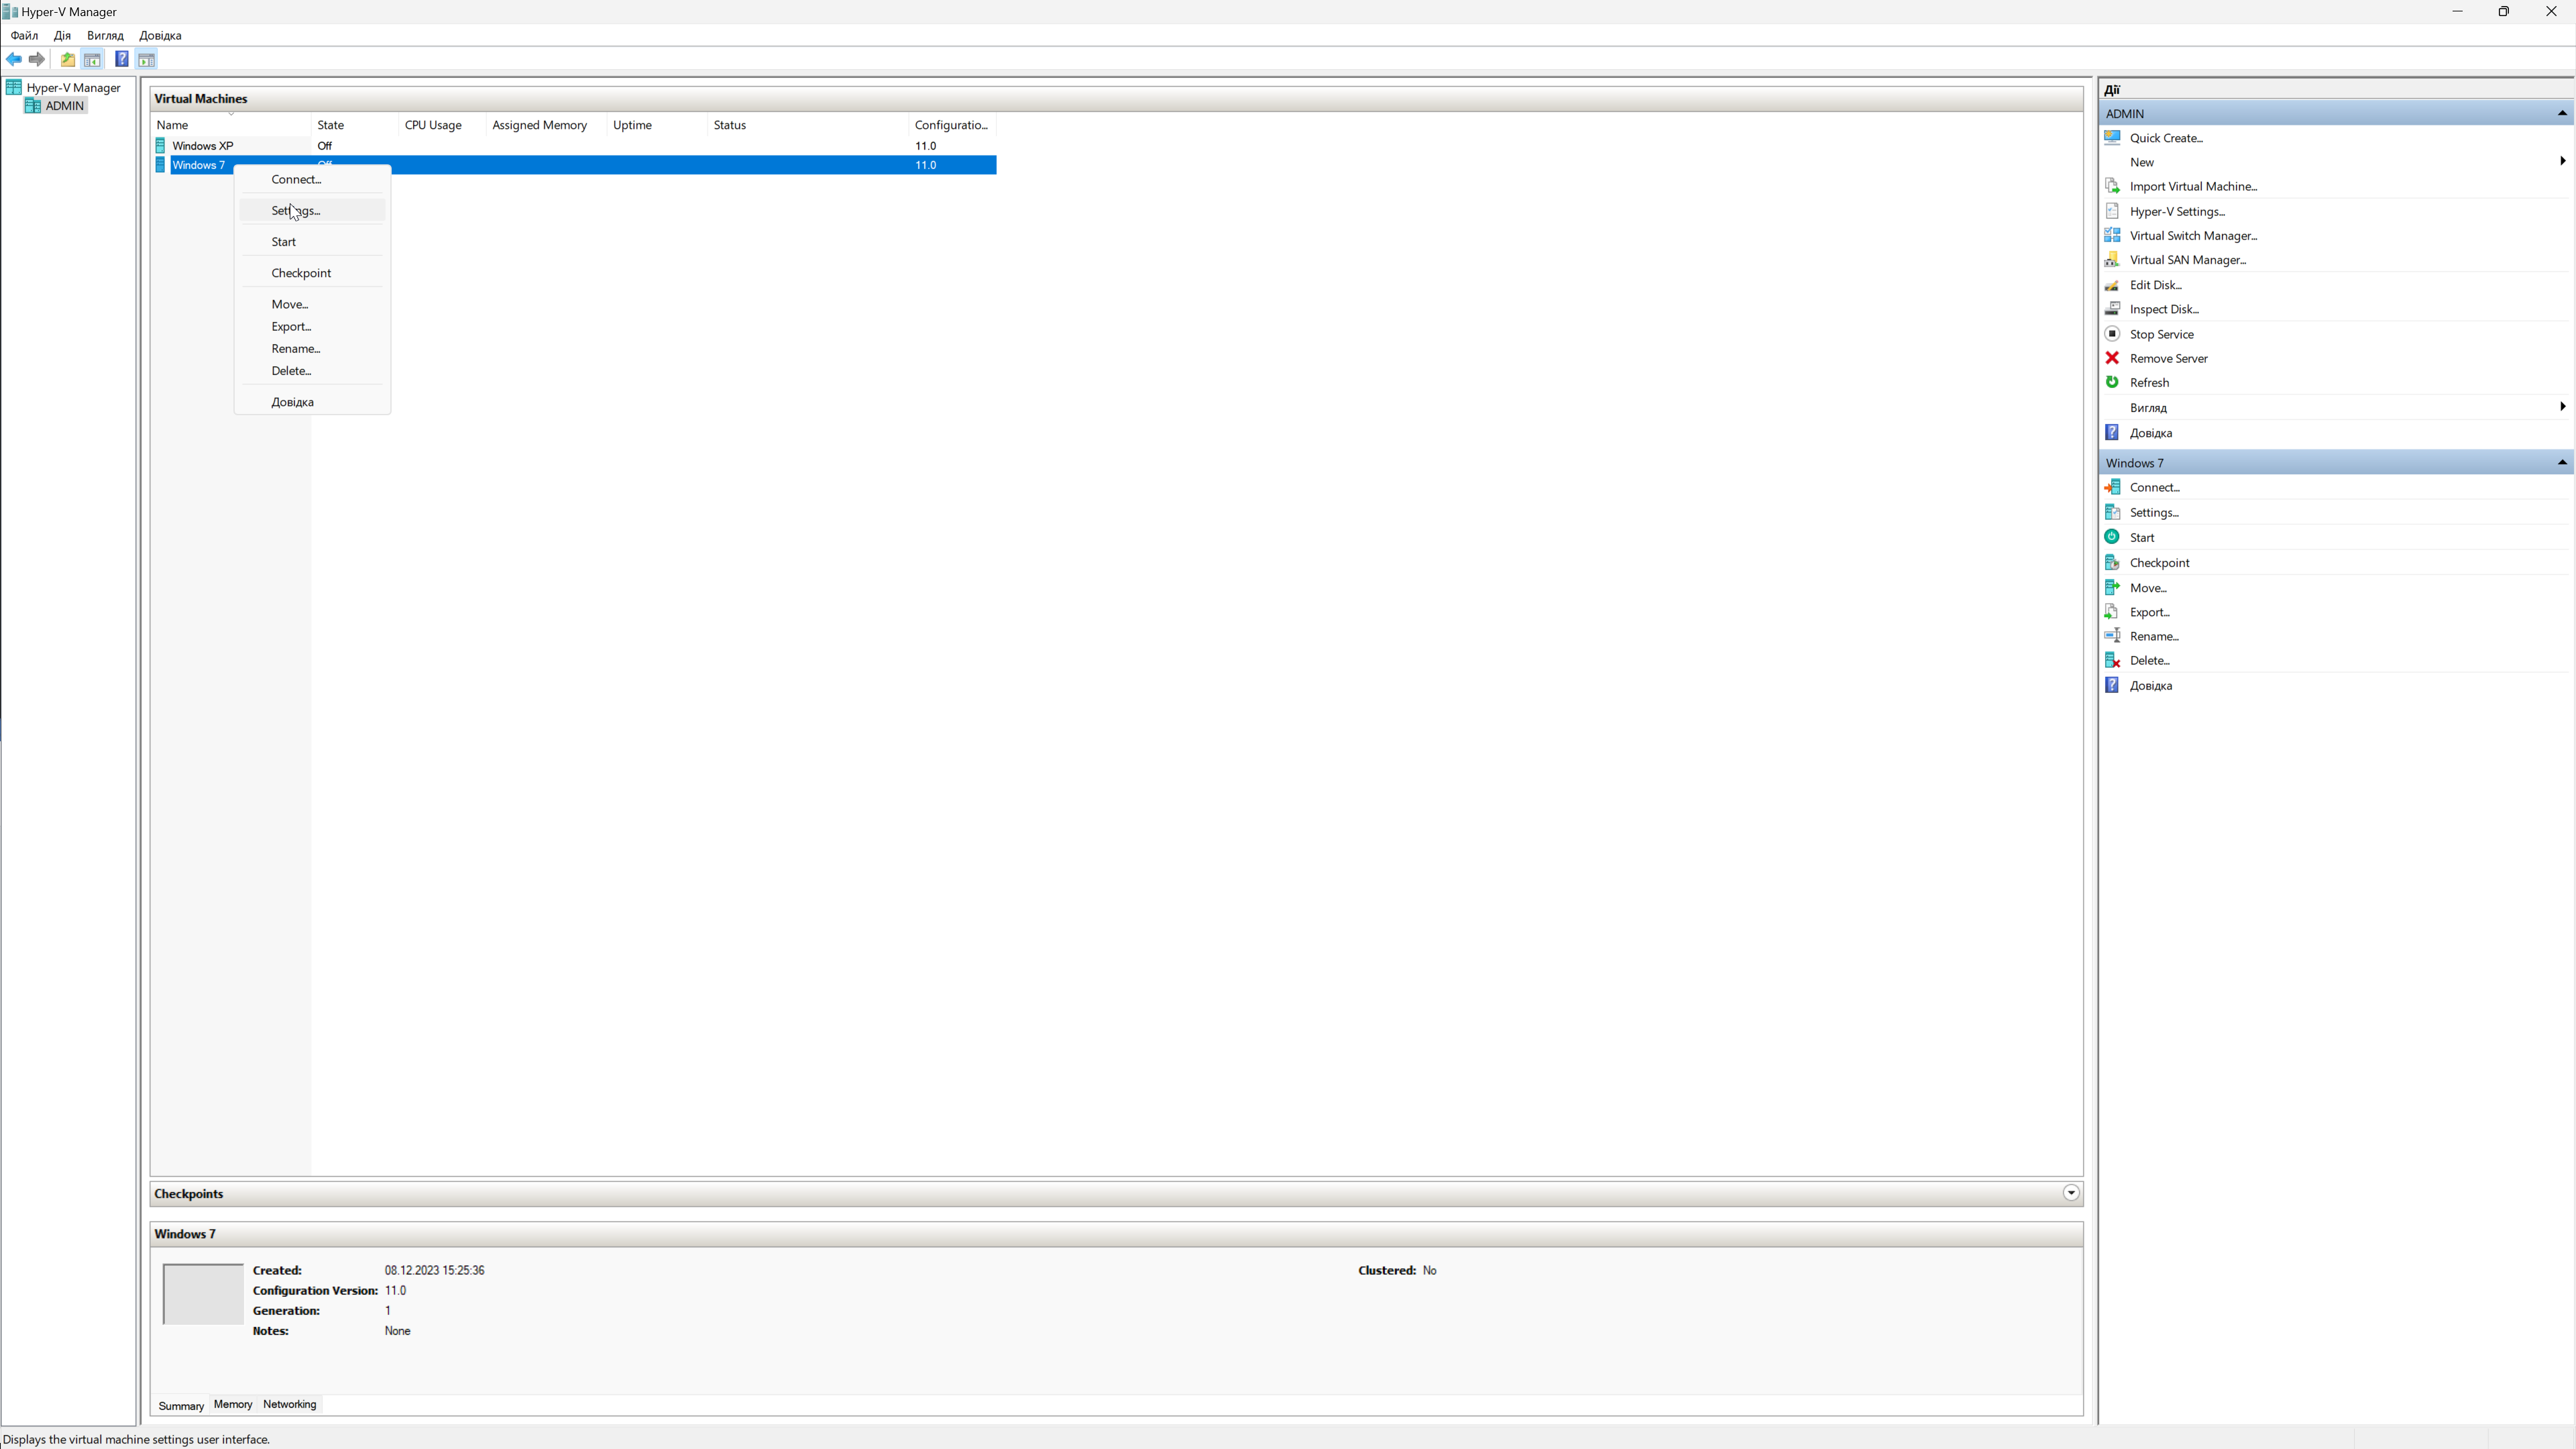 Hyper-V Manager
Файл Дія Вигляд Довідка
Hyper-V Manager
ADMIN
Virtual Machines
Name State CPU Usage Assigned Memory Uptime Status Configuratio...
Windows XP Off 11.0
Windows 7 Off 11.0
Connect...
Settings...
Start
Checkpoint
Move...
Export...
Rename...
Delete...
Довідка
Checkpoints
Windows 7
Created: 08.12.2023 15:25:36 Clustered: No
Configuration Version: 11.0
Generation: 1
Notes: None
Summary Memory Networking
Дії
ADMIN
Quick Create...
New
Import Virtual Machine...
Hyper-V Settings...
Virtual Switch Manager...
Virtual SAN Manager...
Edit Disk...
Inspect Disk...
Stop Service
Remove Server
Refresh
Вигляд
Довідка
Windows 7
Connect...
Settings...
Start
Checkpoint
Move...
Export...
Rename...
Delete...
Довідка
Displays the virtual machine settings user interface.